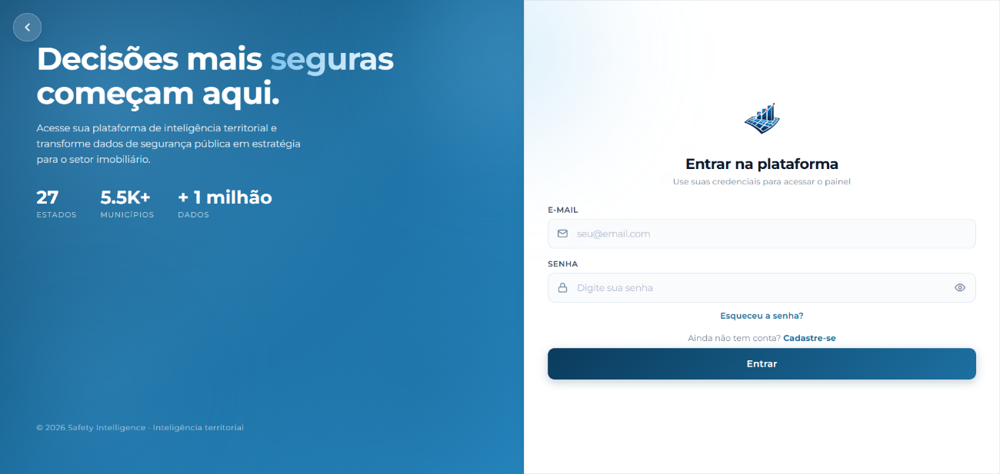 Decisões mais seguras
começam aqui.
Acesse sua plataforma de inteligência territorial e
transforme dados de segurança pública em estratégia
para o setor imobiliário.
27
ESTADOS
5.5K+
MUNICÍPIOS
+ 1 milhão
DADOS
© 2026 Safety Intelligence · Inteligência territorial
Entrar na plataforma
Use suas credenciais para acessar o painel
E-MAIL
seu@email.com
SENHA
Digite sua senha
Esqueceu a senha?
Ainda não tem conta? Cadastre-se
Entrar